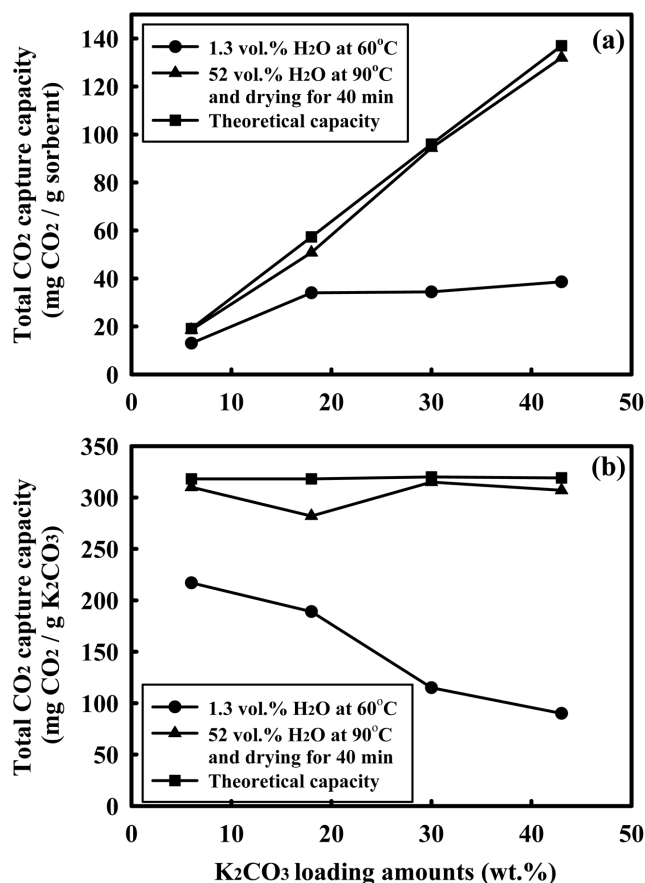 (a)
1.3 vol.% H2O at 60°C
52 vol.% H2O at 90°C
and drying for 40 min
Theoretical capacity
Total CO2 capture capacity
(mg CO2 / g sorbernt)
140
120
100
80
60
40
20
0
0 10 20 30 40 50
(b)
Total CO2 capture capacity
(mg CO2 / g K2CO3)
350
300
250
200
150
100
50
0
1.3 vol.% H2O at 60°C
52 vol.% H2O at 90°C
and drying for 40 min
Theoretical capacity
0 10 20 30 40 50
K2CO3 loading amounts (wt.%)